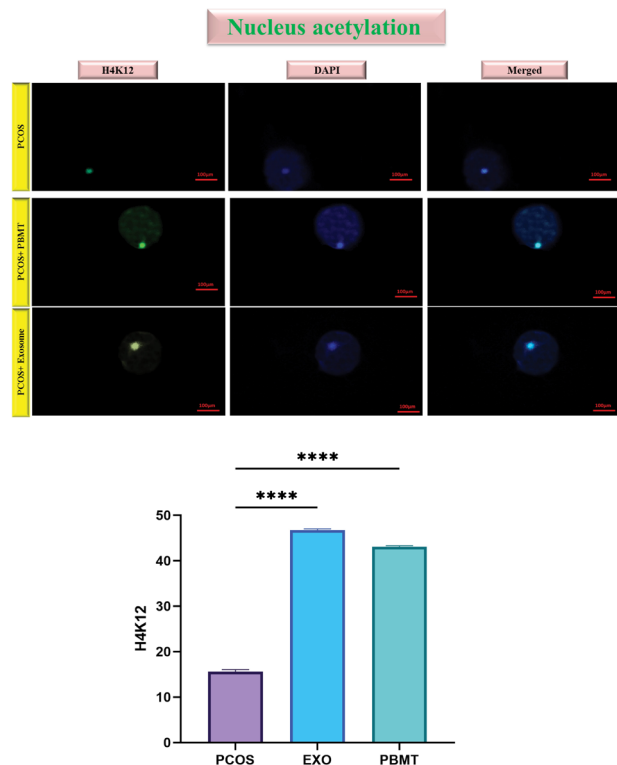 Nucleus acetylation
H4K12 DAPI Merged
PCOS
100µm 100µm 100µm
PCOS+ PBMT
100µm 100µm 100µm
PCOS+ Exosome
100µm 100µm 100µm
****
****
50
40
30
20
10
0
H4K12
PCOS EXO PBMT